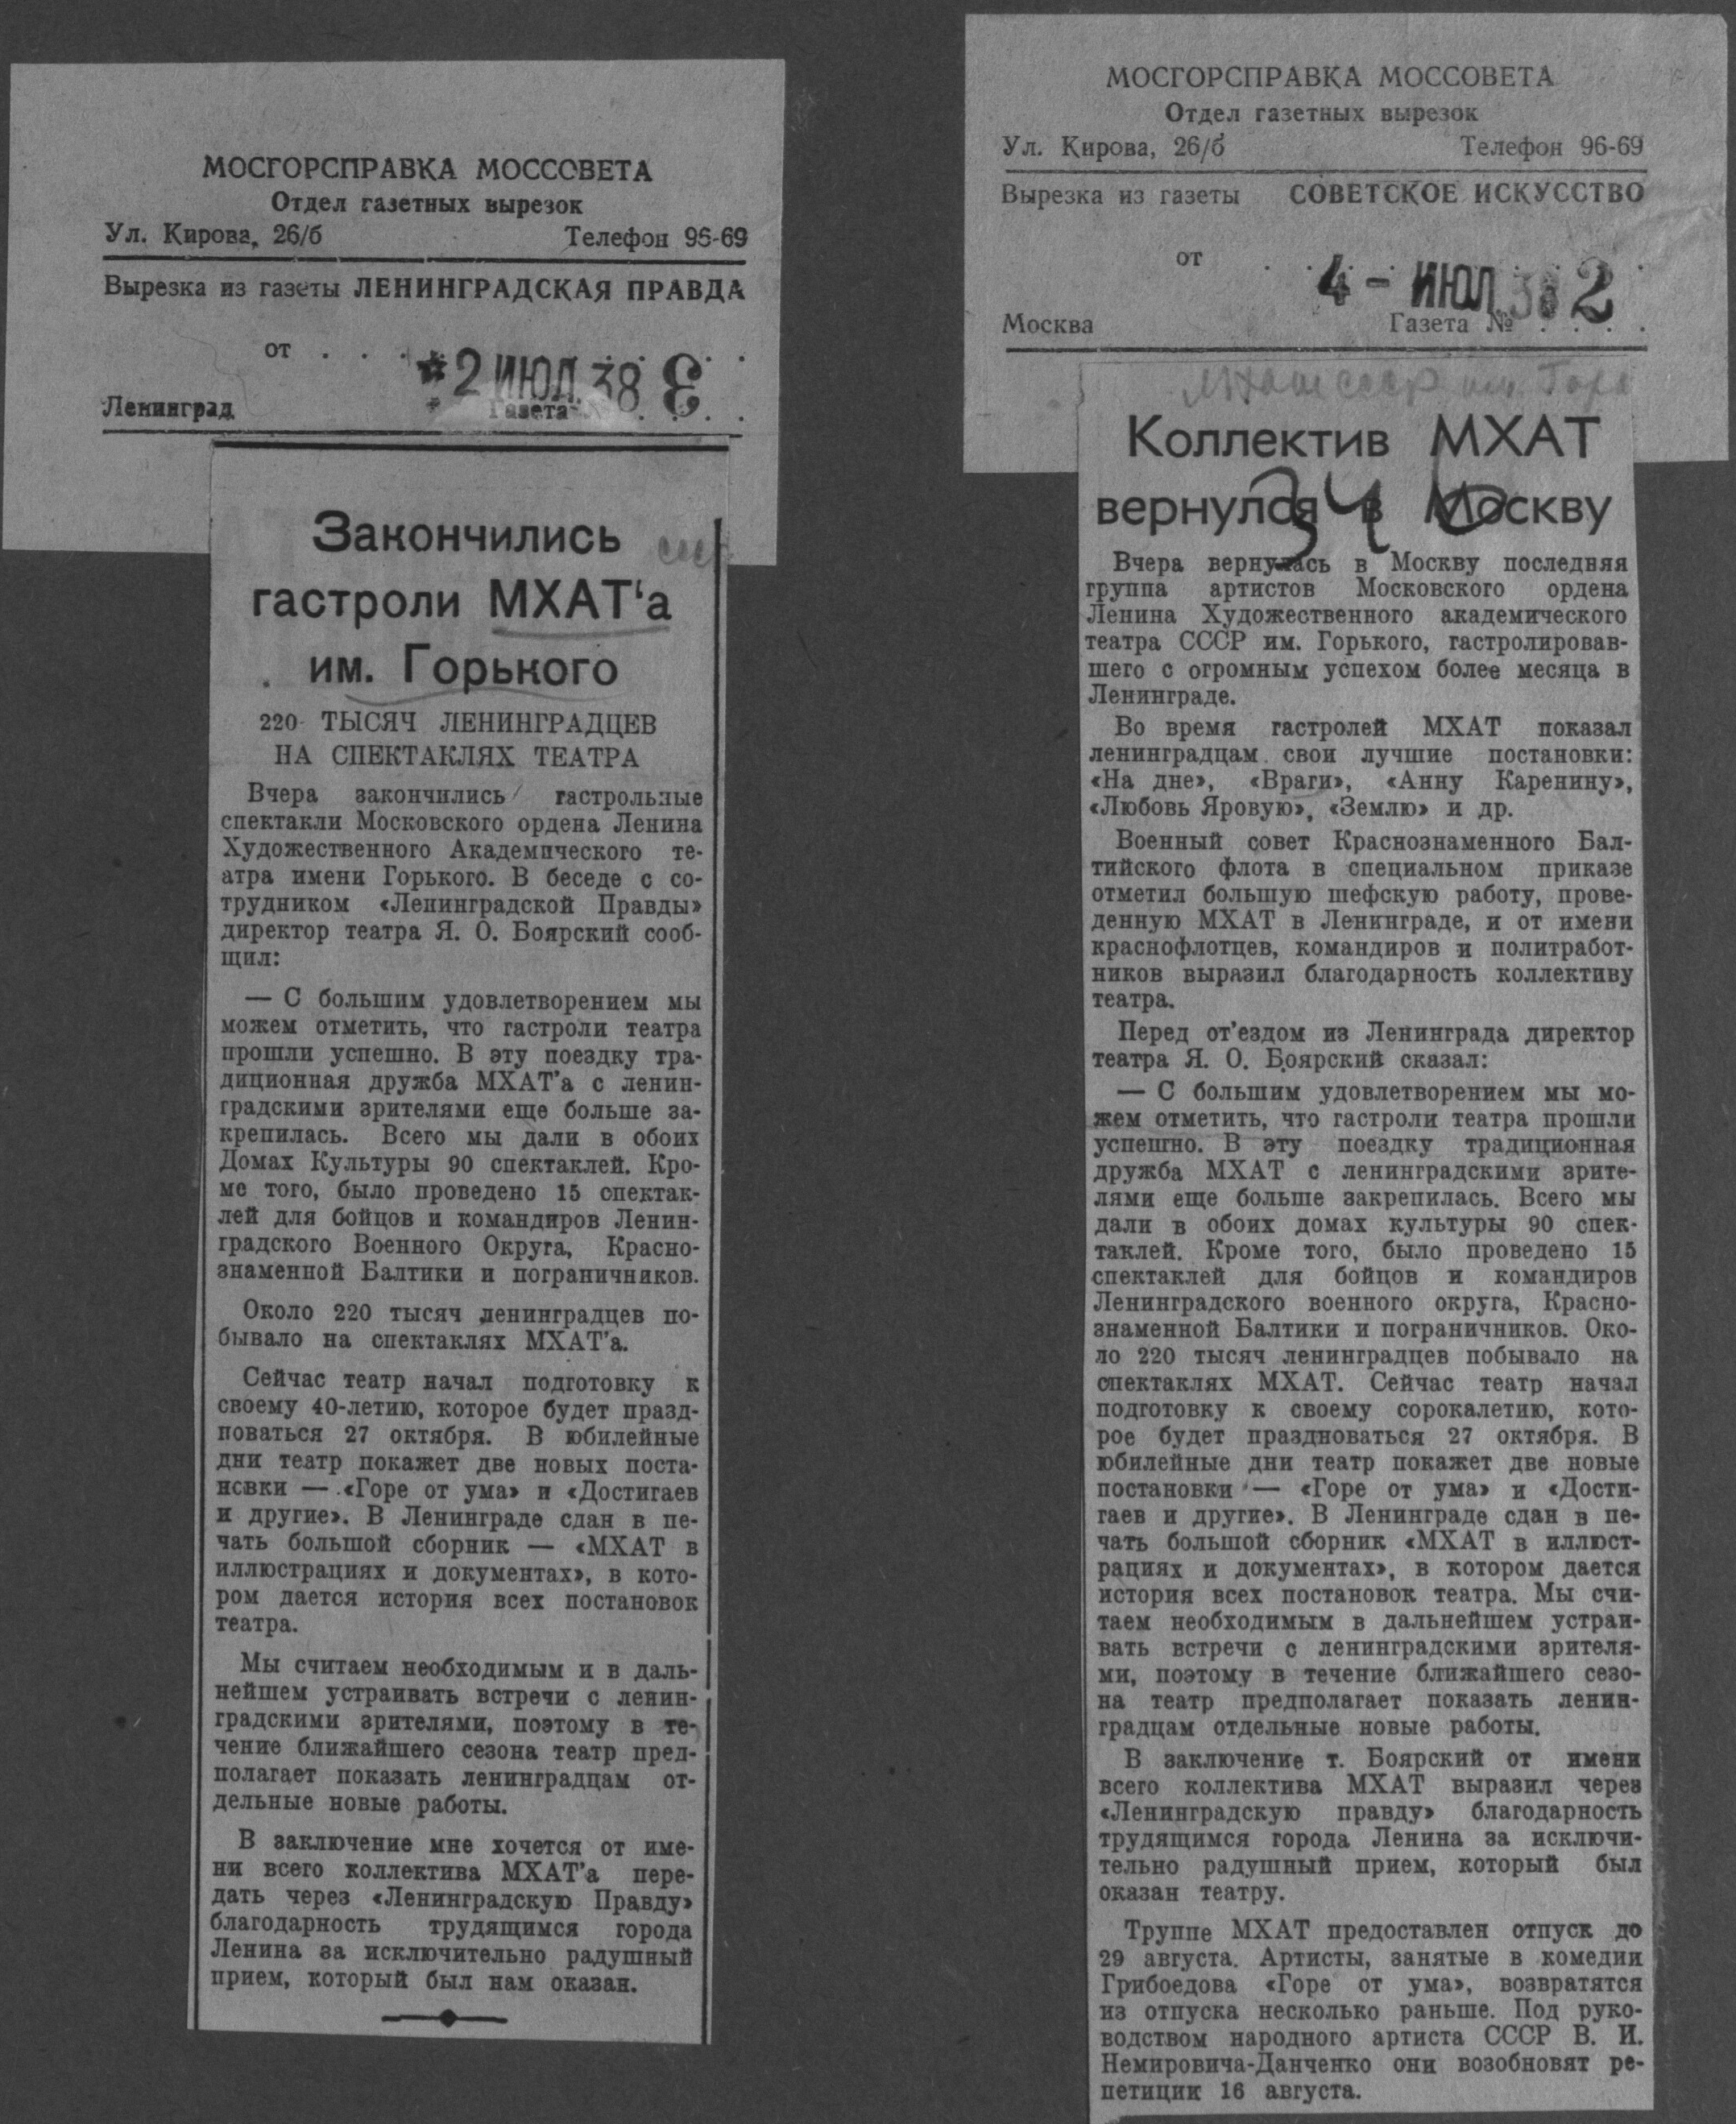 МОСГОРСПРАВКА МОССОВЕТА
Отдел газетных вырезок
Ул. Кирова, 26/б Телефон 96-69
Вырезка из газеты ЛЕНИНГРАДСКАЯ ПРАВДА
от . . .
*2 ИЮЛ. 38 Є
Ленинград Газета
Закончились
гастроли МХАТ'а
им. Горького
220 ТЫСЯЧ ЛЕНИНГРАДЦЕВ
НА СПЕКТАКЛЯХ ТЕАТРА
Вчера закончились гастрольные
спектакли Московского ордена Ленина
Художественного Академического те-
атра имени Горького. В беседе с со-
трудником «Ленинградской Правды»
директор театра Я. О. Боярский сооб-
щил:
— С большим удовлетворением мы
можем отметить, что гастроли театра
прошли успешно. В эту поездку тра-
диционная дружба МХАТ'а с ленин-
градскими зрителями еще больше за-
крепилась. Всего мы дали в обоих
Домах Культуры 90 спектаклей. Кро-
ме того, было проведено 15 спектак-
лей для бойцов и командиров Ленин-
градского Военного Округа, Красно-
знаменной Балтики и пограничников.
Около 220 тысяч ленинградцев по-
бывало на спектаклях МХАТ'а.
Сейчас театр начал подготовку к
своему 40-летию, которое будет празд-
новаться 27 октября. В юбилейные
дни театр покажет две новых поста-
новки — «Горе от ума» и «Достигаев
и другие». В Ленинграде сдан в пе-
чать большой сборник — «МХАТ в
иллюстрациях и документах», в кото-
ром дается история всех постановок
театра.
Мы считаем необходимым и в даль-
нейшем устраивать встречи с ленин-
градскими зрителями, поэтому в те-
чение ближайшего сезона театр пред-
полагает показать ленинградцам от-
дельные новые работы.
В заключение мне хочется от име-
ни всего коллектива МХАТ'а пере-
дать через «Ленинградскую Правду»
благодарность трудящимся города
Ленина за исключительно радушный
прием, который был нам оказан.
МОСГОРСПРАВКА МОССОВЕТА
Отдел газетных вырезок
Ул. Кирова, 26/б Телефон 96-69
Вырезка из газеты СОВЕТСКОЕ ИСКУССТВО
от . . .
4 - ИЮЛ. 38 2
Москва Газета № . . . .
Коллектив МХАТ
вернулся в Москву
Вчера вернулась в Москву последняя
группа артистов Московского ордена
Ленина Художественного академического
театра СССР им. Горького, гастролировав-
шего с огромным успехом более месяца в
Ленинграде.
Во время гастролей МХАТ показал
ленинградцам свои лучшие постановки:
«На дне», «Враги», «Анну Каренину»,
«Любовь Яровую», «Землю» и др.
Военный совет Краснознаменного Бал-
тийского флота в специальном приказе
отметил большую шефскую работу, прове-
денную МХАТ в Ленинграде, и от имени
краснофлотцев, командиров и политработ-
ников выразил благодарность коллективу
театра.
Перед от'ездом из Ленинграда директор
театра Я. О. Боярский сказал:
— С большим удовлетворением мы мо-
жем отметить, что гастроли театра прошли
успешно. В эту поездку традиционная
дружба МХАТ с ленинградскими зрите-
лями еще больше закрепилась. Всего мы
дали в обоих домах культуры 90 спек-
таклей. Кроме того, было проведено 15
спектаклей для бойцов и командиров
Ленинградского военного округа, Красно-
знаменной Балтики и пограничников. Око-
ло 220 тысяч ленинградцев побывало на
спектаклях МХАТ. Сейчас театр начал
подготовку к своему сорокалетию, кото-
рое будет праздноваться 27 октября. В
юбилейные дни театр покажет две новые
постановки — «Горе от ума» и «Дости-
гаев и другие». В Ленинграде сдан в пе-
чать большой сборник «МХАТ в иллюст-
рациях и документах», в котором дается
история всех постановок театра. Мы счи-
таем необходимым в дальнейшем устраи-
вать встречи с ленинградскими зрителя-
ми, поэтому в течение ближайшего сезо-
на театр предполагает показать ленин-
градцам отдельные новые работы.
В заключение т. Боярский от имени
всего коллектива МХАТ выразил через
«Ленинградскую правду» благодарность
трудящимся города Ленина за исключи-
тельно радушный прием, который был
оказан театру.
Труппе МХАТ предоставлен отпуск до
29 августа. Артисты, занятые в комедии
Грибоедова «Горе от ума», возвратятся
из отпуска несколько раньше. Под руко-
водством народного артиста СССР В. И.
Немировича-Данченко они возобновят ре-
петиции 16 августа.